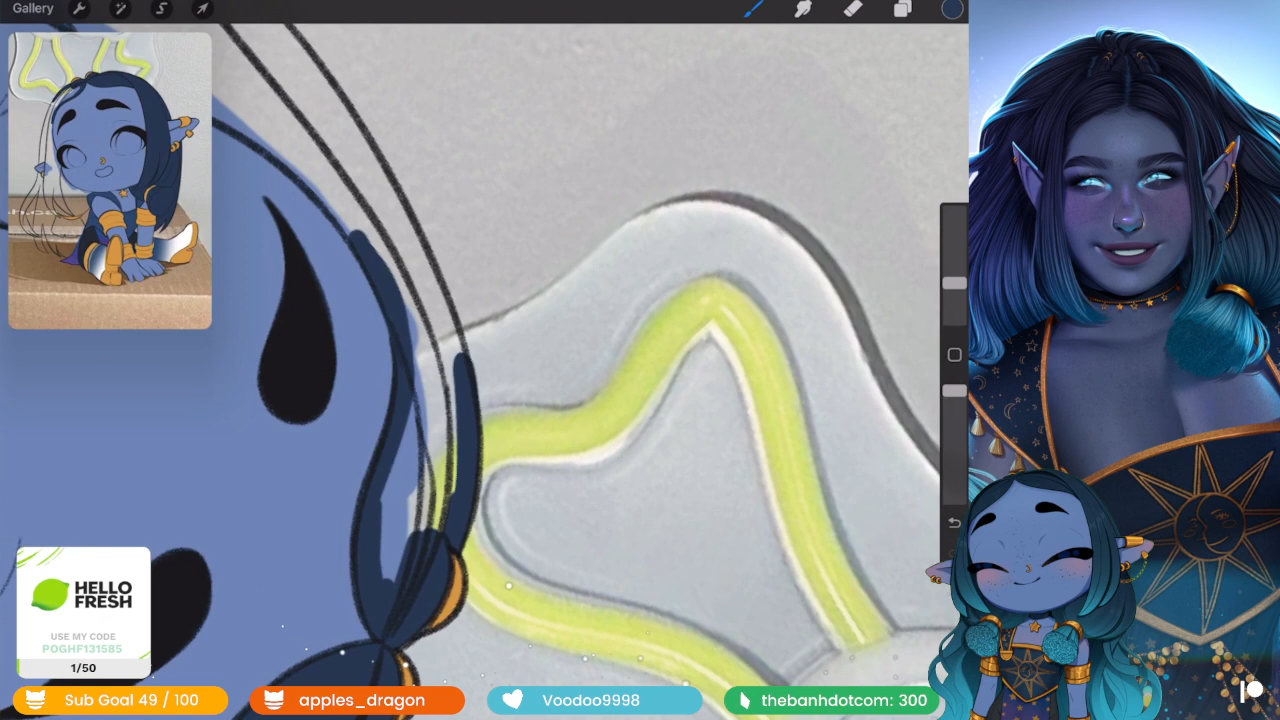 Gallery
HELLO
FRESH
USE MY CODE
POGHF131585
1/50
Sub Goal 49 / 100
apples_dragon
Voodoo9998
thebanhdotcom: 300